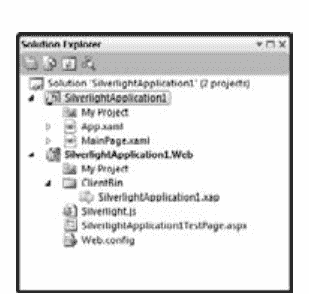 Solution Explorer
Solution 'SilverlightApplication1' (2 projects)
SilverlightApplication1
My Project
App.xaml
MainPage.xaml
SilverlightApplication1.Web
My Project
ClientBin
SilverlightApplication1.xap
Silverlight.js
SilverlightApplication1TestPage.aspx
Web.config